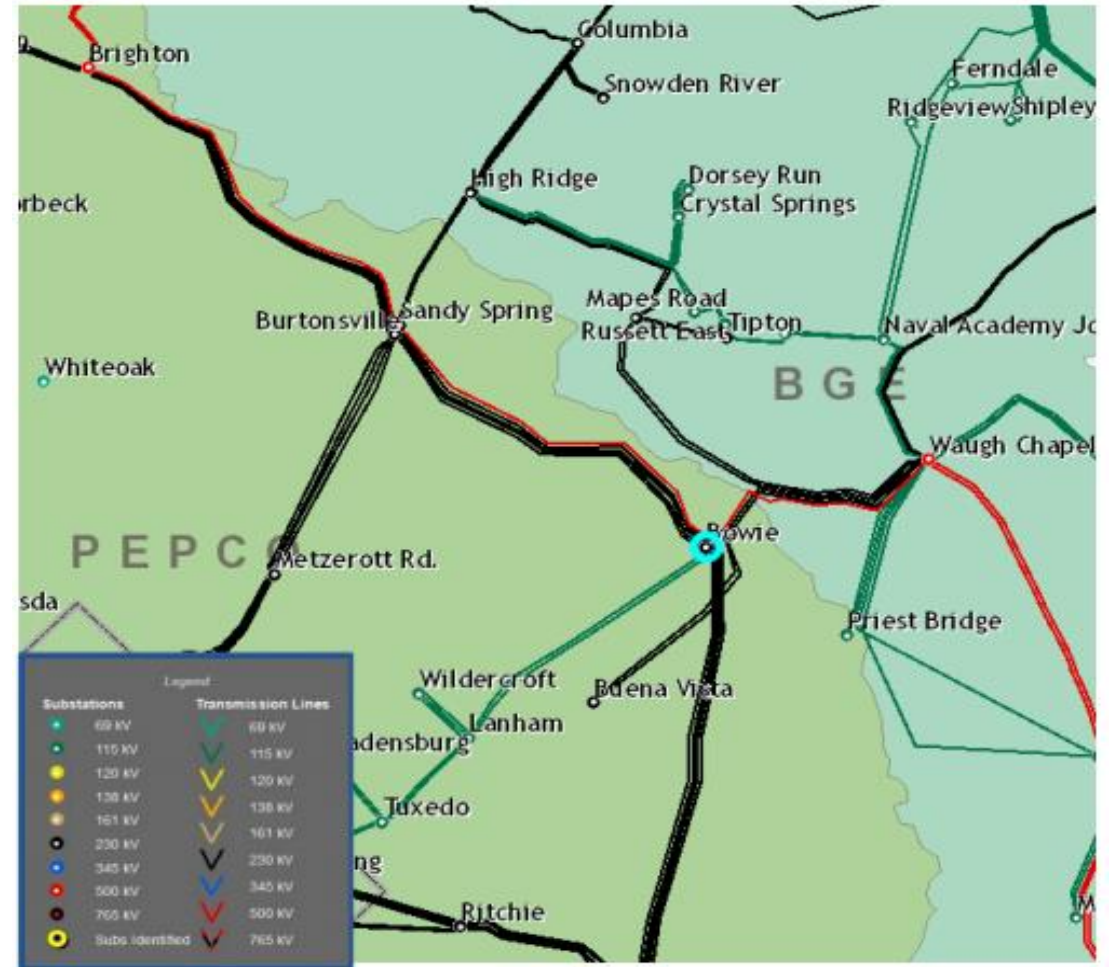 Columbia
Brighton
Ferndale
Snowden River
Ridgeview
Shipley
High Ridge
Dorsey Run
Crystal Springs
orbeck
Mapes Road
Burtonsville
Sandy Spring
Russett East
Tipton
Naval Academy Jc
Whiteoak
BGE
Waugh Chapel
Bowie
PEPCO
Metzerott Rd.
sda
Priest Bridge
Wildercroft
Buena Vista
Lanham
adensburg
Tuxedo
ng
Ritchie
M
Legend
Substations
Transmission Lines
69 kV
69 kV
115 kV
115 kV
120 kV
120 kV
138 kV
138 kV
161 kV
161 kV
230 kV
230 kV
345 kV
345 kV
500 kV
500 kV
765 kV
Subs Identified
765 kV